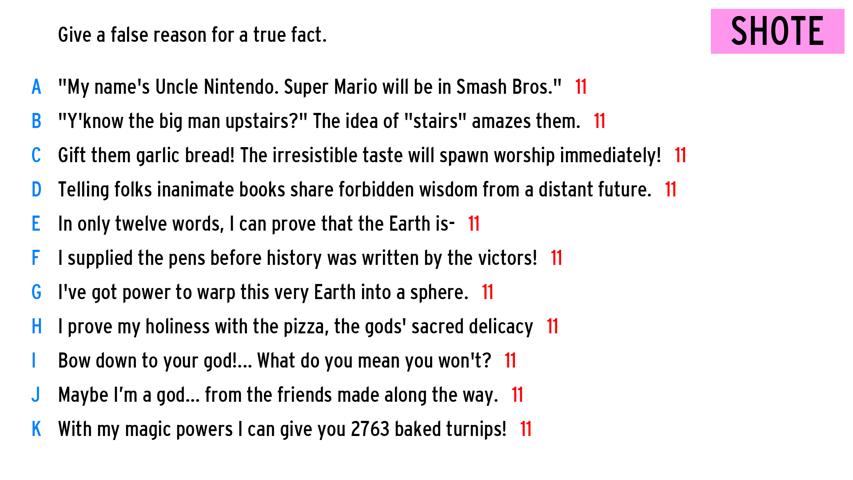 Give a false reason for a true fact.
SHOTE
A "My name's Uncle Nintendo. Super Mario will be in Smash Bros." 11
B "Y'know the big man upstairs?" The idea of "stairs" amazes them. 11
C Gift them garlic bread! The irresistible taste will spawn worship immediately! 11
D Telling folks inanimate books share forbidden wisdom from a distant future. 11
E In only twelve words, I can prove that the Earth is- 11
F I supplied the pens before history was written by the victors! 11
G I've got power to warp this very Earth into a sphere. 11
H I prove my holiness with the pizza, the gods' sacred delicacy 11
I Bow down to your god!... What do you mean you won't? 11
J Maybe I’m a god... from the friends made along the way. 11
K With my magic powers I can give you 2763 baked turnips! 11